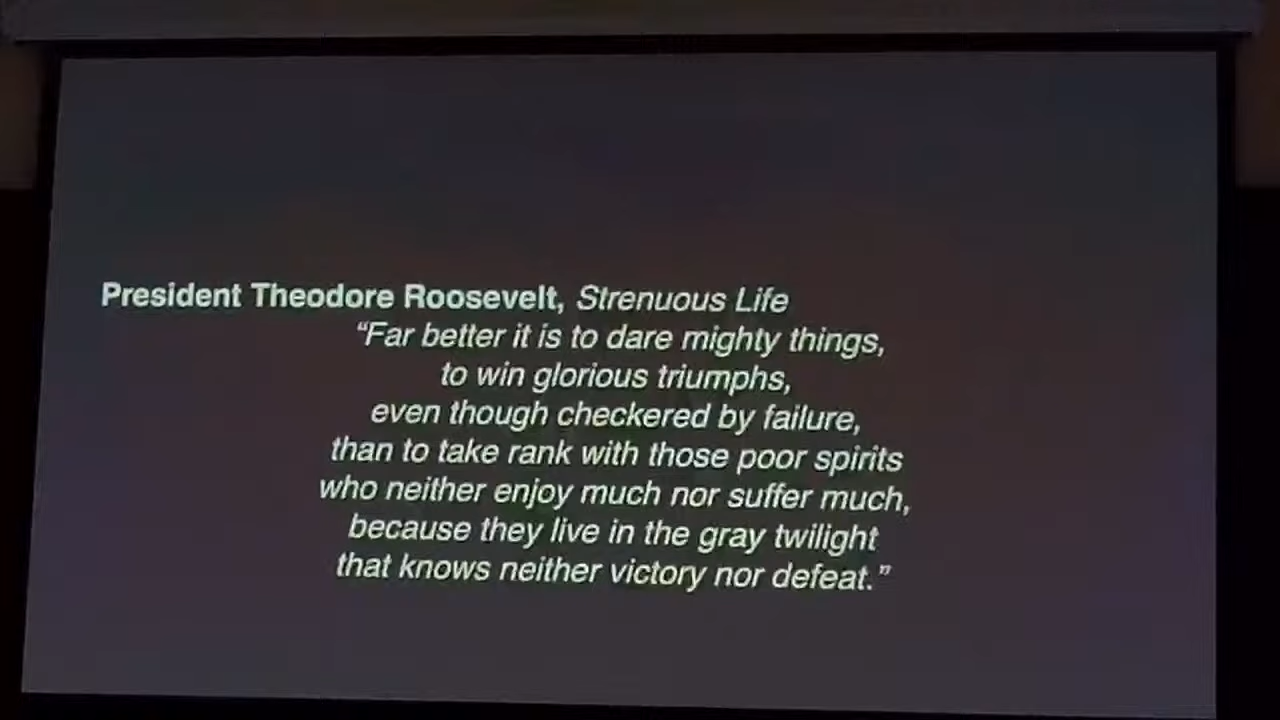 President Theodore Roosevelt, Strenuous Life
“Far better it is to dare mighty things,
to win glorious triumphs,
even though checkered by failure,
than to take rank with those poor spirits
who neither enjoy much nor suffer much,
because they live in the gray twilight
that knows neither victory nor defeat.”